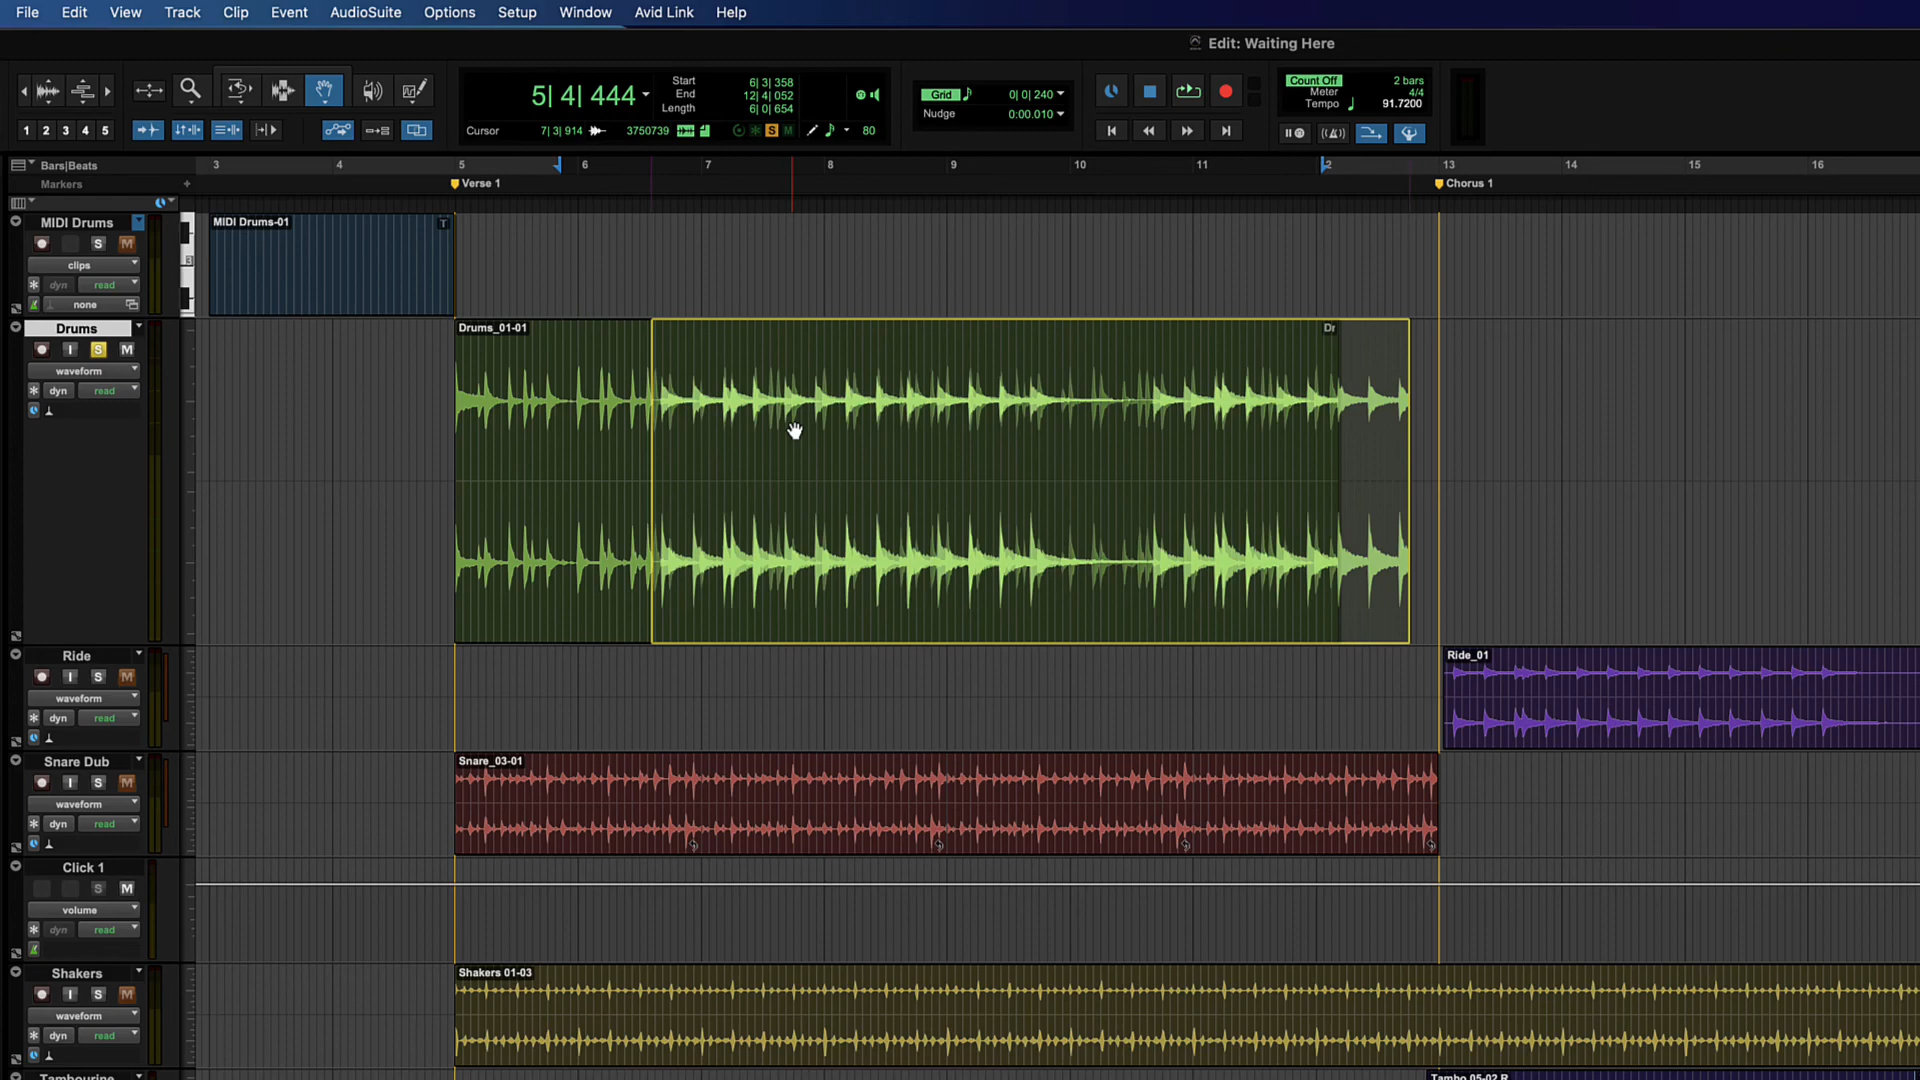 File Edit View Track Clip Event AudioSuite Options Setup Window Avid Link Help
Edit: Waiting Here
5| 4| 444
Start 6| 3| 358
End 12| 4| 052
Length 6| 0| 654
Grid 0| 0| 240
Nudge 0:00.010
Count Off 2 bars
Meter 4/4
Tempo 91.7200
1 2 3 4 5
Cursor 7| 3| 914 3750739 S M 80
Bars|Beats 3 4 5 6 7 8 9 10 11 12 13 14 15 16
Markers + Verse 1 Chorus 1
MIDI Drums
S M
clips
dyn read
none
3
MIDI Drums-01 T
Drums
I S M
waveform
dyn read
Drums_01-01 Dr
Ride
I S M
waveform
dyn read
Ride_01
Snare Dub
I S M
waveform
dyn read
Snare_03-01
Click 1
S M
volume
dyn read
Shakers
I S M
waveform
dyn read
Shakers 01-03
Tambourine
Tambo 05-02 R